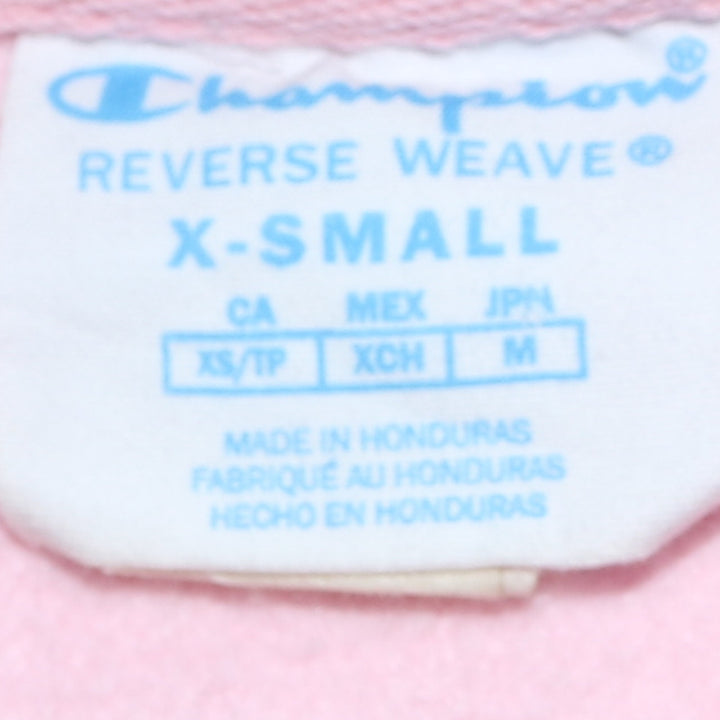 Champion®
REVERSE WEAVE®
X-SMALL
CA MEX JPN
XS/TP XCH M
MADE IN HONDURAS
FABRIQUÉ AU HONDURAS
HECHO EN HONDURAS